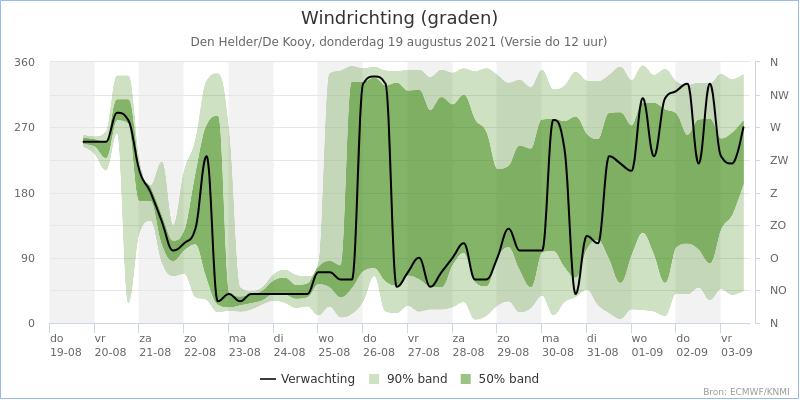 Windrichting (graden)
Den Helder/De Kooy, donderdag 19 augustus 2021 (Versie do 12 uur)
360 N
NW
270 W
ZW
180 Z
ZO
90 O
NO
0 N
do vr za zo ma di wo do vr za zo ma di wo do vr
19-08 20-08 21-08 22-08 23-08 24-08 25-08 26-08 27-08 28-08 29-08 30-08 31-08 01-09 02-09 03-09
Verwachting 90% band 50% band
Bron: ECMWF/KNMI